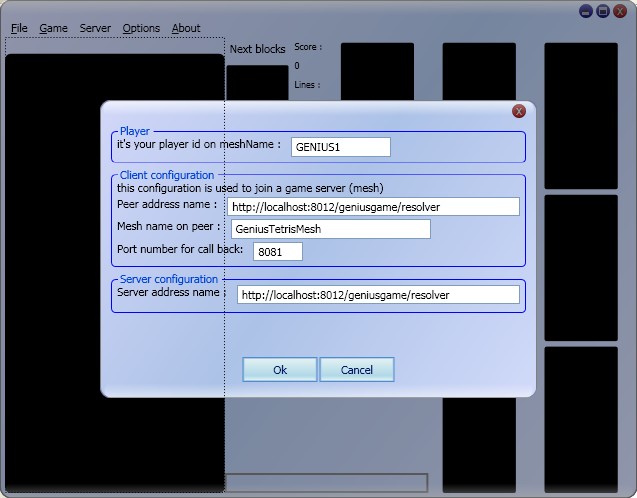 File Game Server Options About
Next blocks
Score :
0
Lines :
X
X
Player
it's your player id on meshName : GENIUS1
Client configuration
this configuration is used to join a game server (mesh)
Peer address name : http://localhost:8012/geniusgame/resolver
Mesh name on peer : GeniusTetrisMesh
Port number for call back: 8081
Server configuration
Server address name : http://localhost:8012/geniusgame/resolver
Ok Cancel